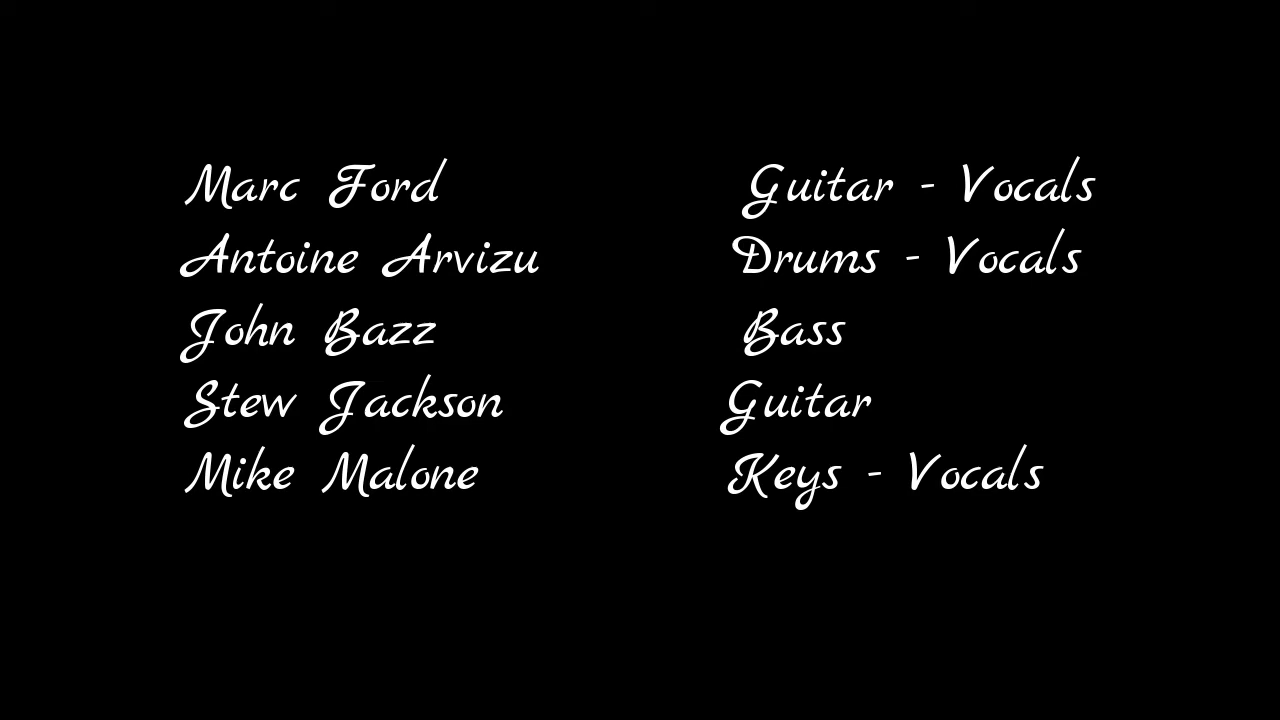 Marc Ford Guitar - Vocals
Antoine Arvizu Drums - Vocals
John Bazz Bass
Stew Jackson Guitar
Mike Malone Keys - Vocals